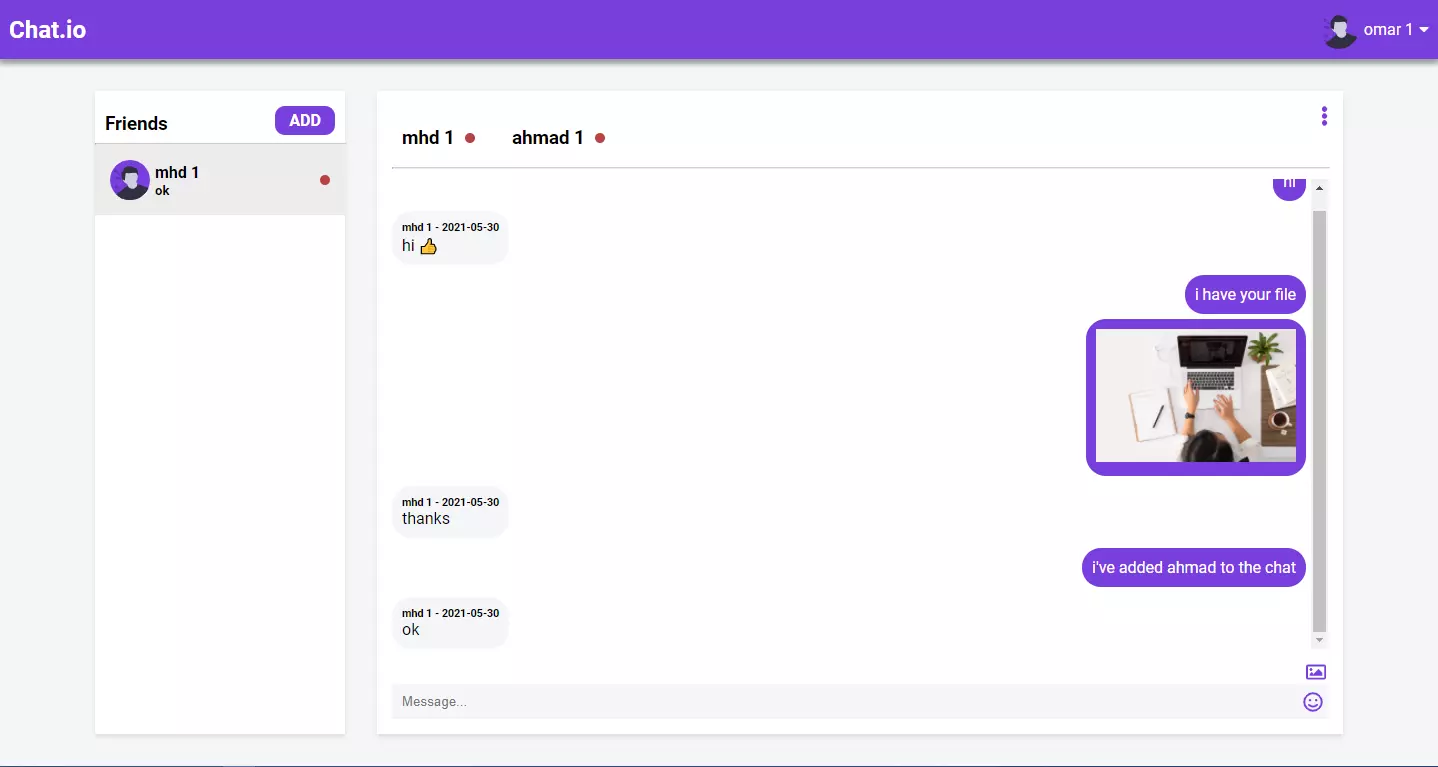 Chat.io
omar 1
Friends
ADD
mhd 1
ok
mhd 1
ahmad 1
hi
mhd 1 - 2021-05-30
hi 👍
i have your file
mhd 1 - 2021-05-30
thanks
i've added ahmad to the chat
mhd 1 - 2021-05-30
ok
Message...